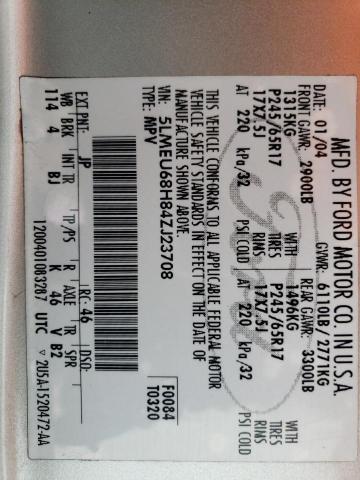 MFD. BY FORD MOTOR CO. IN U.S.A.
DATE: 01/04 GVWR: 6110LB / 2771KG
FRONT GAWR: 2900LB REAR GAWR: 3300LB
1315KG WITH 1496KG WITH
P245/65R17 TIRES P245/65R17 TIRES
17X7.5J RIMS 17X7.5J RIMS
AT 220 kPa/32 PSI COLD AT 220 kPa/32 PSI COLD
THIS VEHICLE CONFORMS TO ALL APPLICABLE FEDERAL MOTOR
VEHICLE SAFETY STANDARDS IN EFFECT ON THE DATE OF
MANUFACTURE SHOWN ABOVE.
VIN: 5LMEU68H84ZJ23708 F0084
TYPE: MPV T0320
EXT PNT: JP RC: 46 DSO:
WB BRK INT TR TP/PS R AXLE TR SPR
114 4 BJ K 46 V B2
1200401083287 UTC ▽ 2U5A-1520472-AA